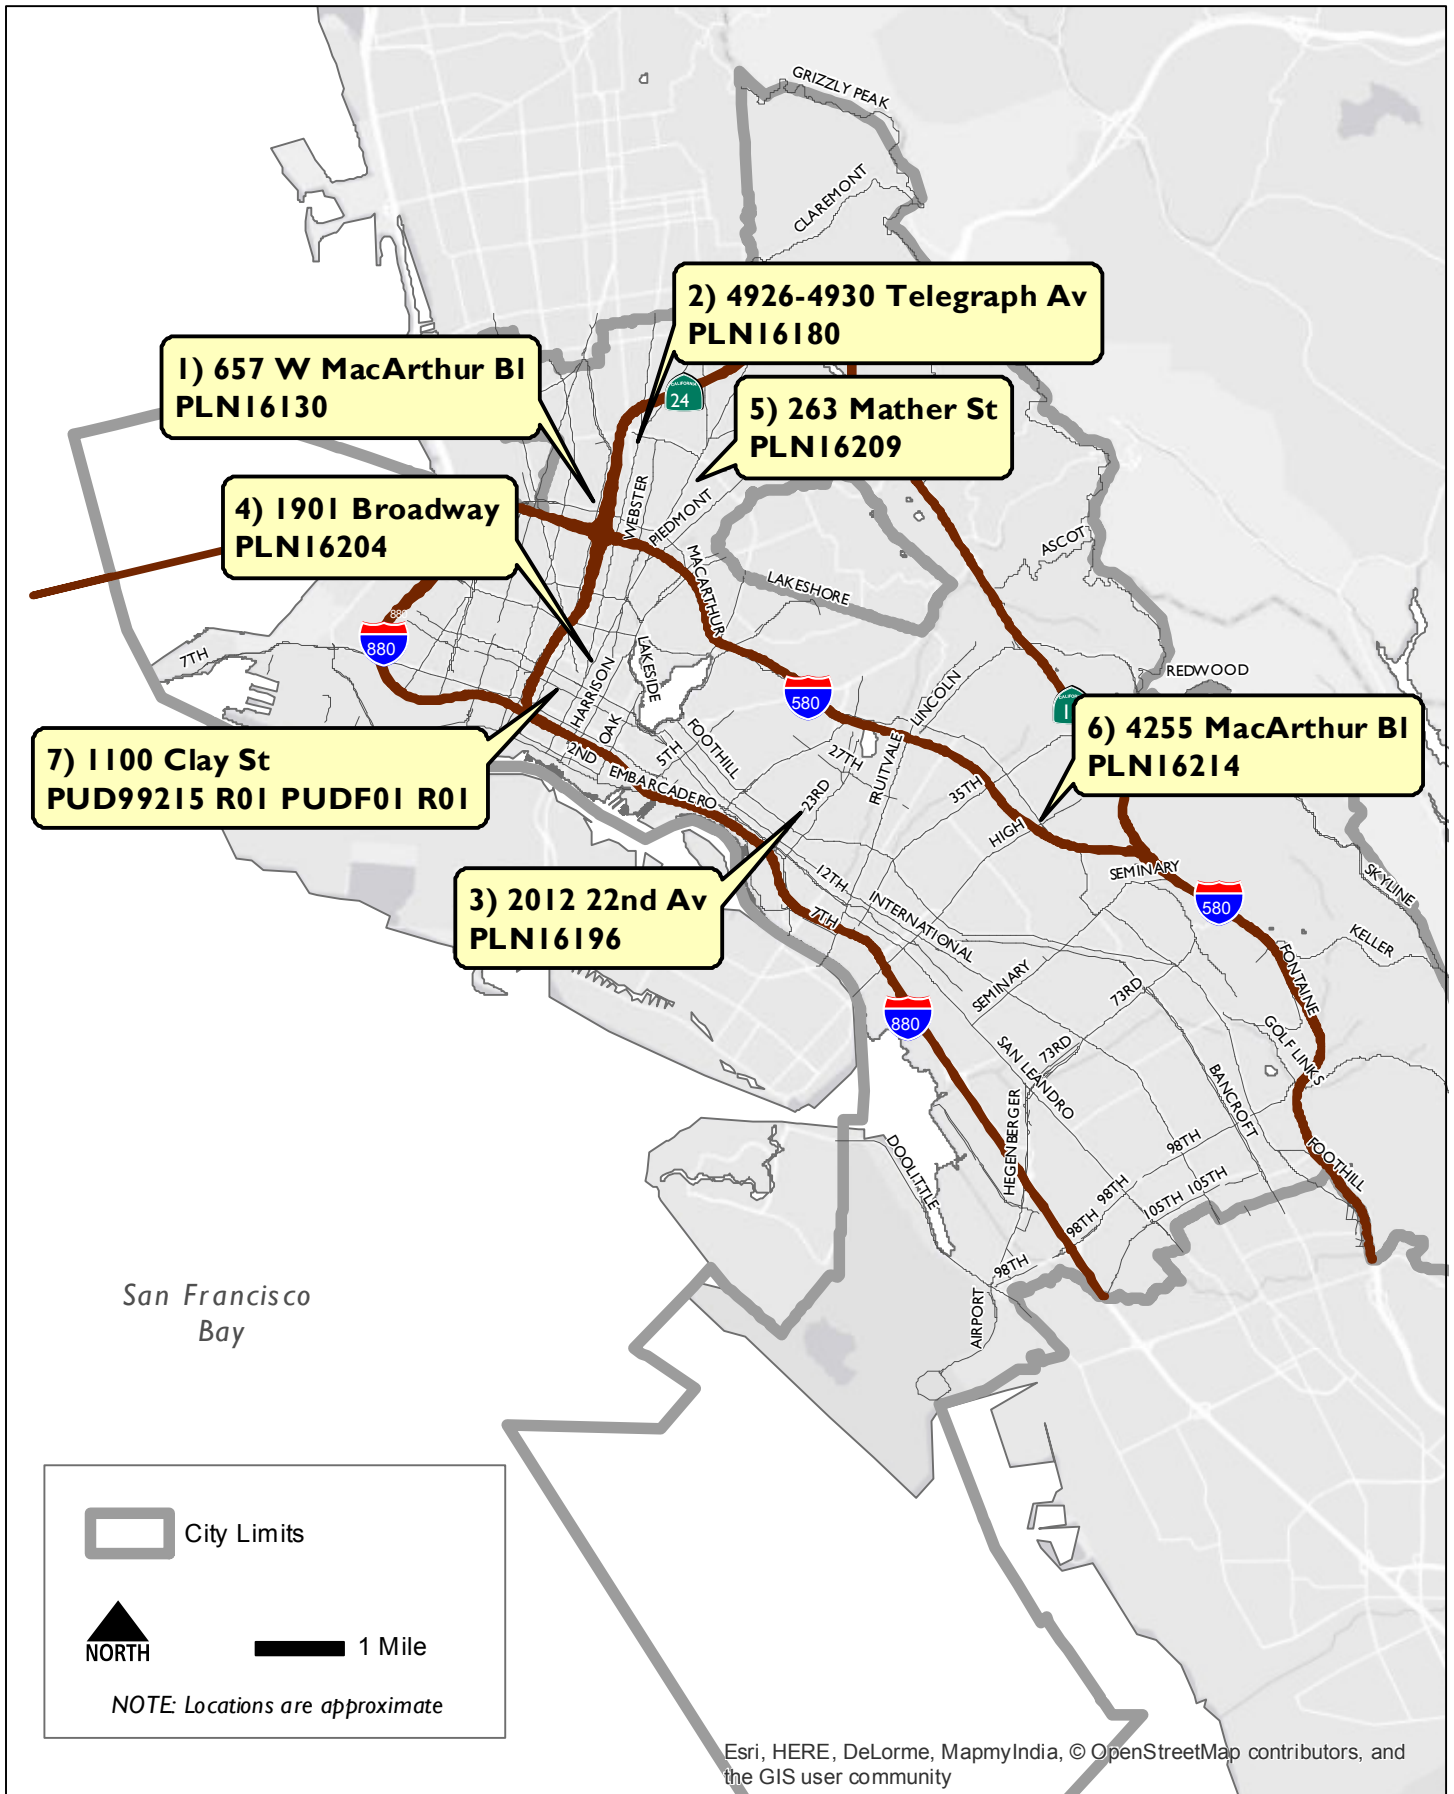 GRIZZLY PEAK
CLAREMONT
2) 4926-4930 Telegraph Av
PLN16180
1) 657 W MacArthur Bl
PLN16130
CALIFORNIA
24
5) 263 Mather St
PLN16209
4) 1901 Broadway
PLN16204
WEBSTER
PIEDMONT
MACARTHUR
LAKESHORE
ASCOT
880
880
7TH
HARRISON
LAKESIDE
OAK
580
LINCOLN
REDWOOD
1
6) 4255 MacArthur Bl
PLN16214
7) 1100 Clay St
PUD99215 R01 PUDF01 R01
2ND
5TH
FOOTHILL
EMBARCADERO
27TH
23RD
FRUITVALE
35TH
HIGH
SEMINARY
SKYLINE
3) 2012 22nd Av
PLN16196
12TH
7TH
INTERNATIONAL
580
KELLER
FONTAINE
SEMINARY
73RD
880
GOLF LINKS
73RD
SAN LEANDRO
BANCROFT
HEGENBERGER
DOOLITTLE
98TH
FOOTHILL
98TH
105TH
105TH
98TH
98TH
AIRPORT
San Francisco
Bay
City Limits
NORTH
1 Mile
NOTE: Locations are approximate
Esri, HERE, DeLorme, MapmyIndia, © OpenStreetMap contributors, and
the GIS user community